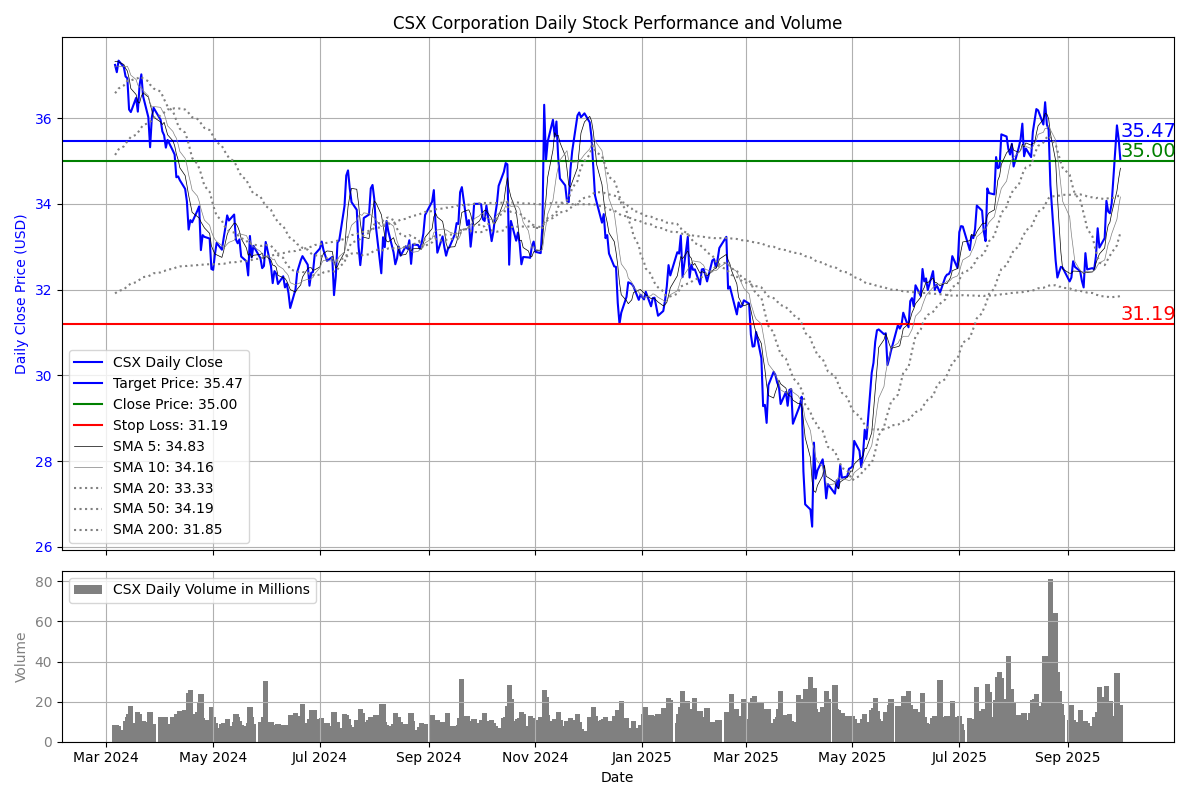 CSX Corporation Daily Stock Performance and Volume
Daily Close Price (USD)
36
34
32
30
28
26
35.47
35.00
31.19
CSX Daily Close
Target Price: 35.47
Close Price: 35.00
Stop Loss: 31.19
SMA 5: 34.83
SMA 10: 34.16
SMA 20: 33.33
SMA 50: 34.19
SMA 200: 31.85
Volume
80
60
40
20
0
CSX Daily Volume in Millions
Mar 2024 May 2024 Jul 2024 Sep 2024 Nov 2024 Jan 2025 Mar 2025 May 2025 Jul 2025 Sep 2025
Date